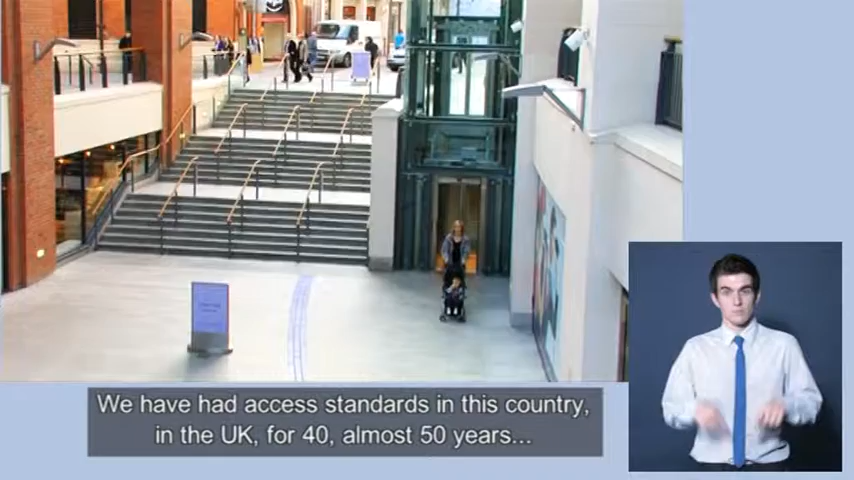 We have had access standards in this country,
in the UK, for 40, almost 50 years...